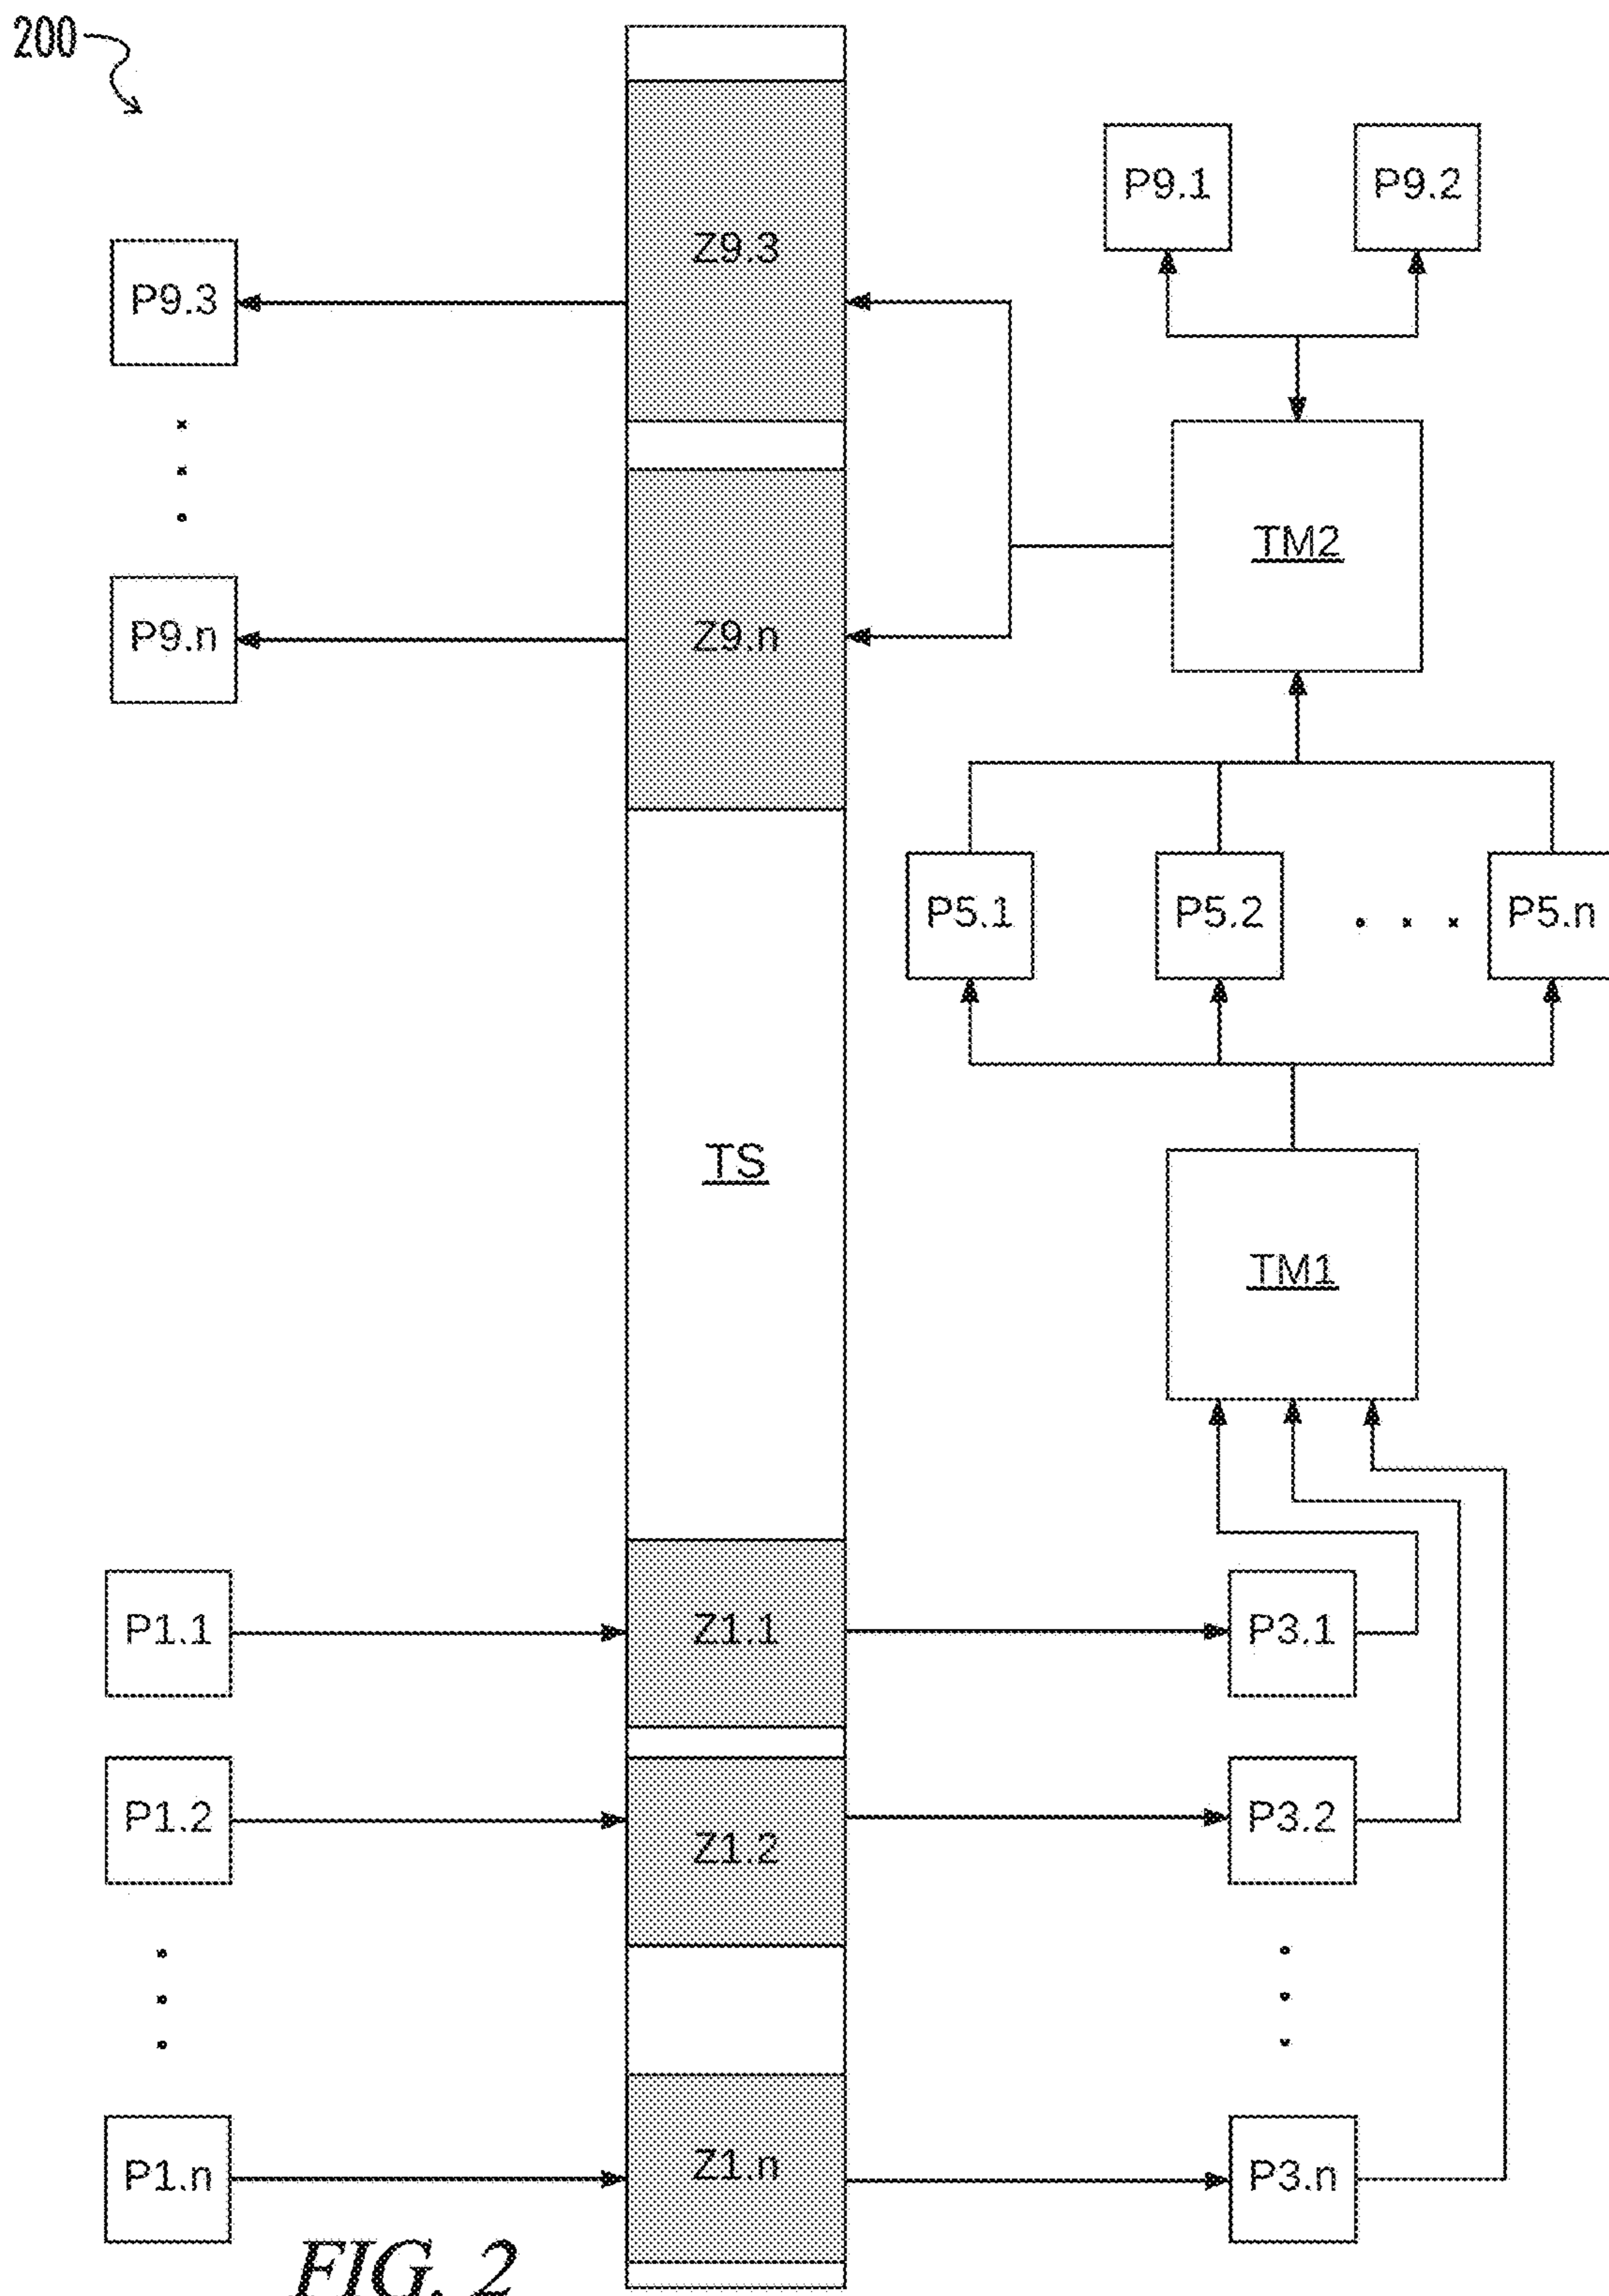 200
P9.1
P9.2
Z9.3
P9.3
TM2
Z9.n
P9.n
P5.1
P5.2
P5.n
TS
TM1
P1.1
Z1.1
P3.1
P1.2
Z1.2
P3.2
P1.n
Z1.n
P3.n
FIG. 2